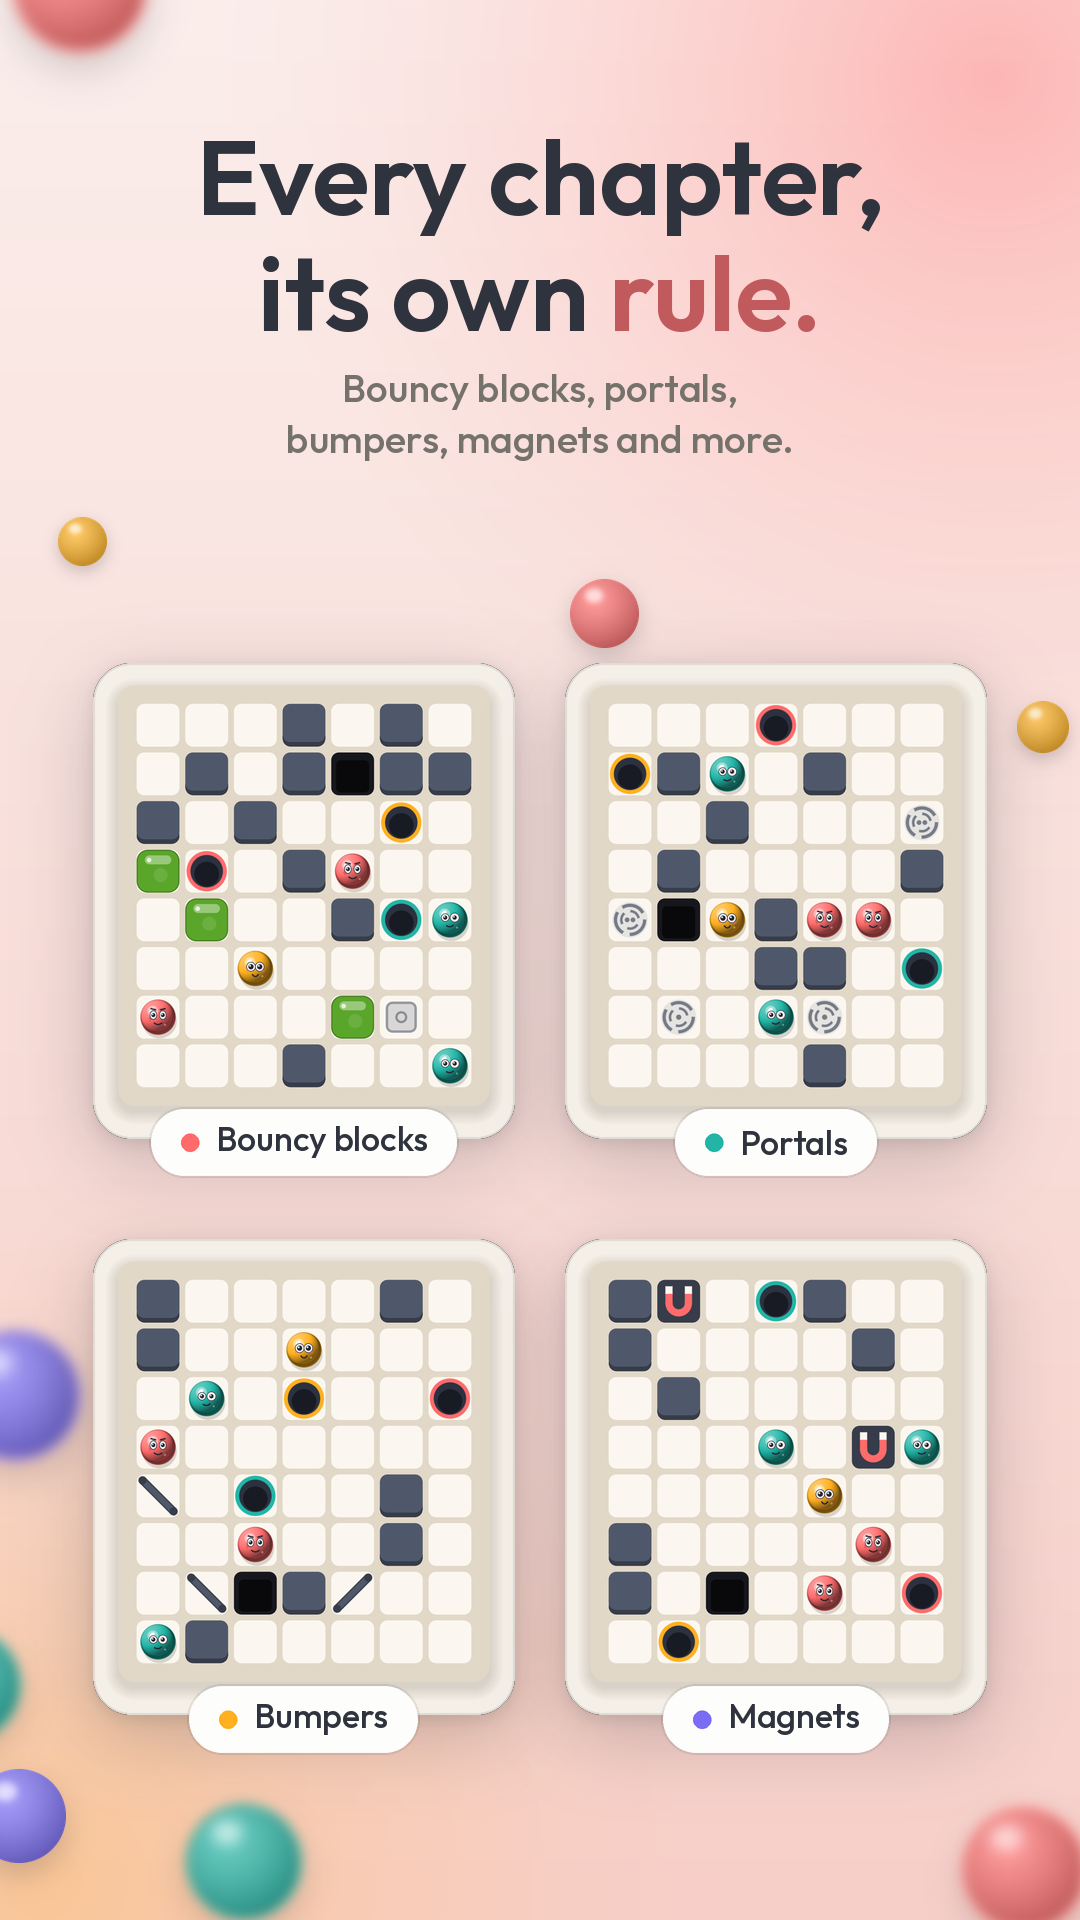 Every chapter,
its own rule.
Bouncy blocks, portals,
bumpers, magnets and more.
Bouncy blocks
Portals
Bumpers
Magnets